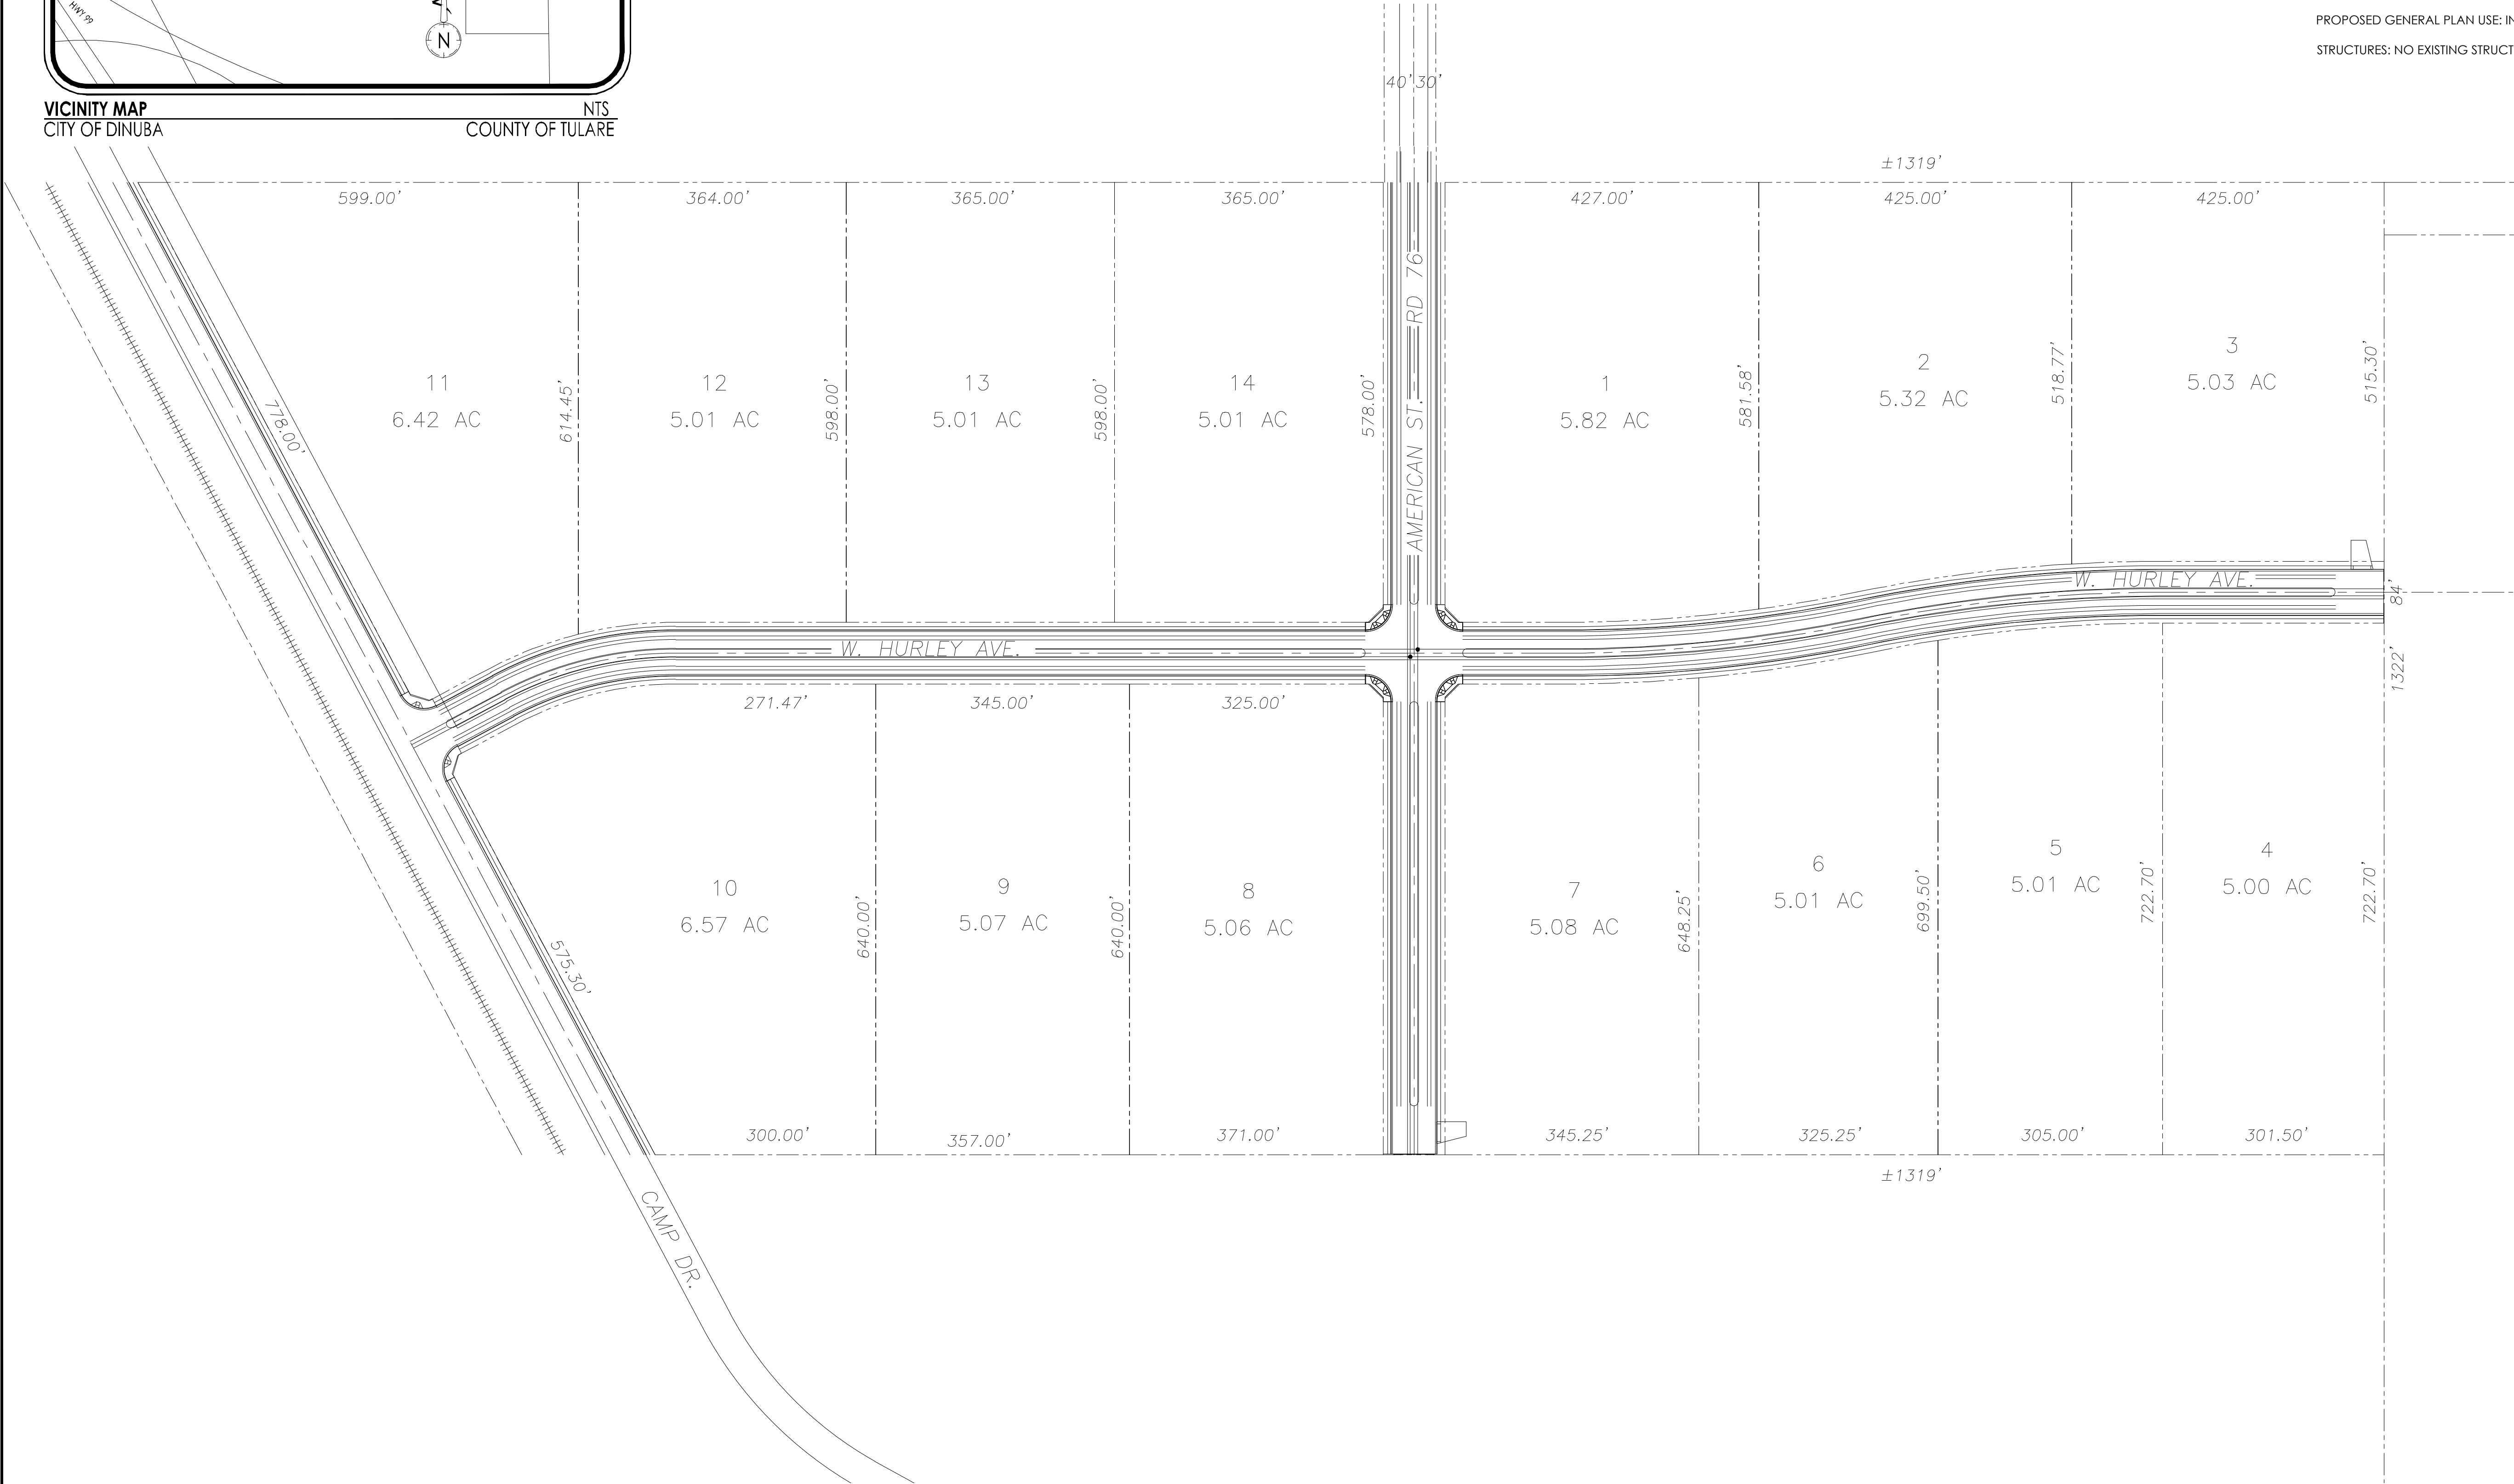 HWY 99
N
VICINITY MAP NTS
CITY OF DINUBA COUNTY OF TULARE
PROPOSED GENERAL PLAN USE:
STRUCTURES: NO EXISTING
40' 30'
±1319'
599.00'
364.00'
365.00'
365.00'
427.00'
425.00'
425.00'
AMERICAN ST. RD 76
778.00'
11
6.42 AC
614.45'
12
5.01 AC
598.00'
13
5.01 AC
598.00'
14
5.01 AC
578.00'
1
5.82 AC
581.58'
2
5.32 AC
518.77'
3
5.03 AC
515.30'
W. HURLEY AVE.
84'
W. HURLEY AVE.
1322'
271.47'
345.00'
325.00'
575.30'
10
6.57 AC
640.00'
9
5.07 AC
640.00'
8
5.06 AC
7
5.08 AC
648.25'
6
5.01 AC
699.50'
5
5.01 AC
722.70'
4
5.00 AC
722.70'
300.00'
357.00'
371.00'
345.25'
325.25'
305.00'
301.50'
±1319'
CAMP DR.